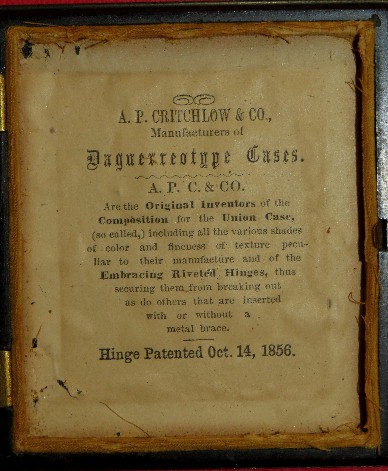 A. P. CRITCHLOW & CO.,
Manufacturers of
Daguerreotype Cases.
A. P. C. & CO.
Are the Original Inventors of the
Composition for the Union Case,
(so called,) including all the various shades
of color and fineness of texture pecu-
liar to their manufacture and of the
Embracing Riveted Hinges, thus
securing them from breaking out
as do others that are inserted
with or without a
metal brace.
Hinge Patented Oct. 14, 1856.